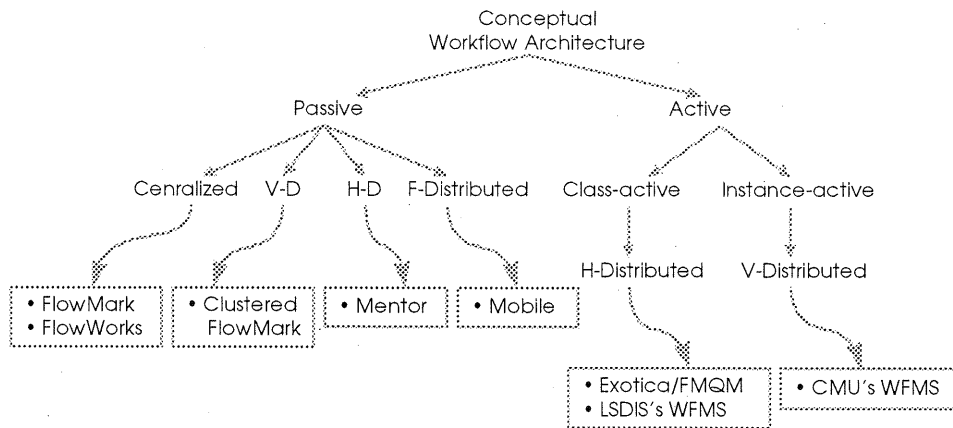 Conceptual
Workflow Architecture
Passive
Active
Cenralized
V-D
H-D
F-Distributed
Class-active
Instance-active
H-Distributed
V-Distributed
• FlowMark
• FlowWorks
• Clustered
FlowMark
• Mentor
• Mobile
• Exotica/FMQM
• LSDIS's WFMS
• CMU's WFMS